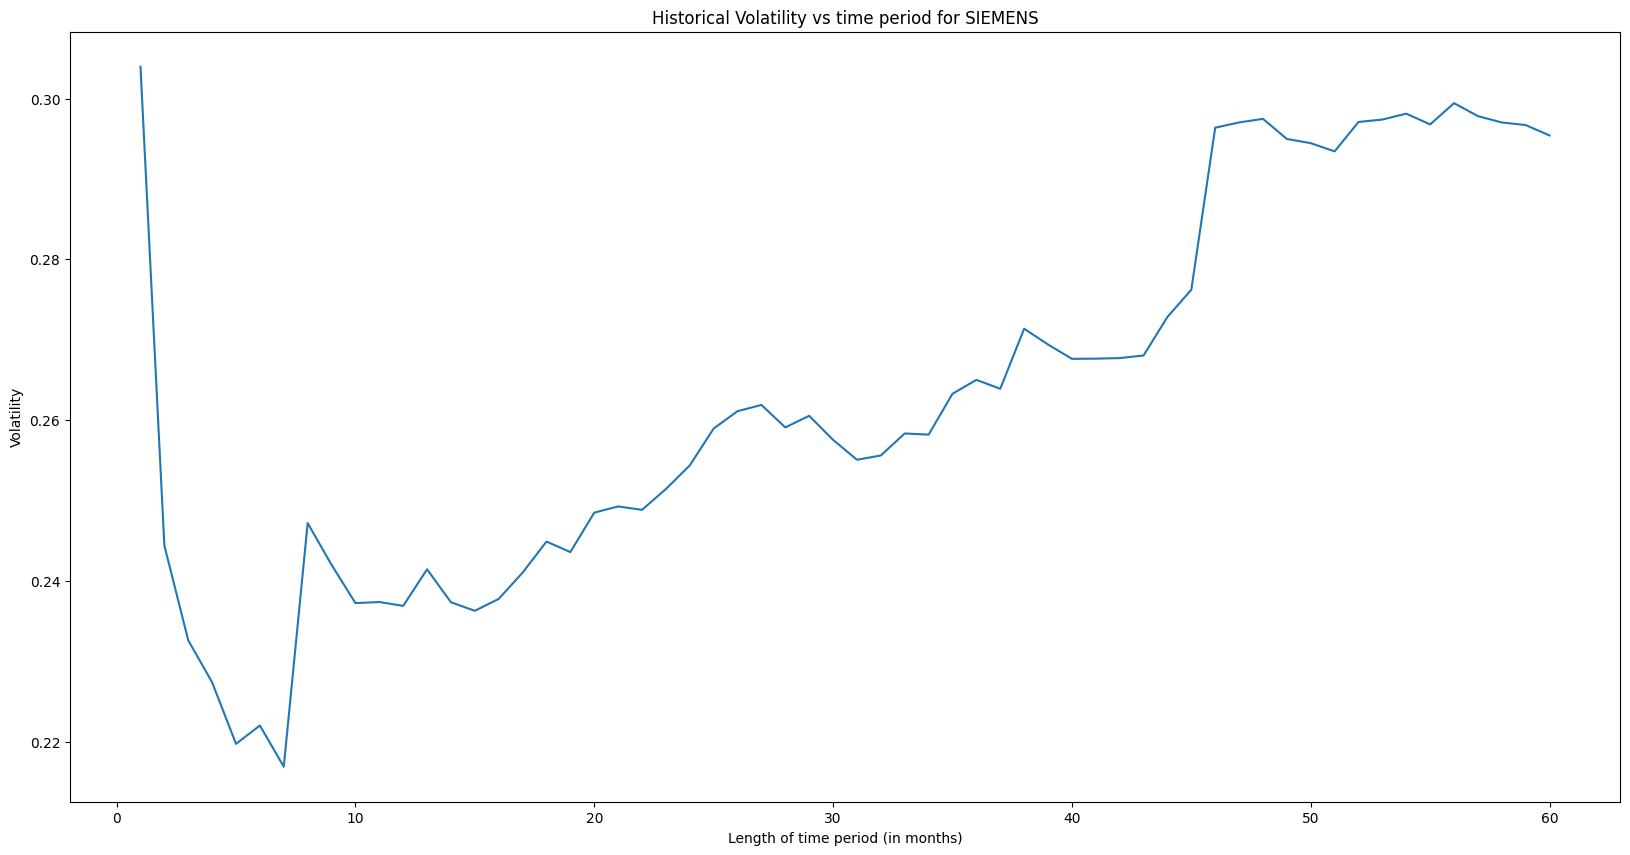 Historical Volatility vs time period for SIEMENS
0.30
0.28
0.26
0.24
0.22
Volatility
0 10 20 30 40 50 60
Length of time period (in months)